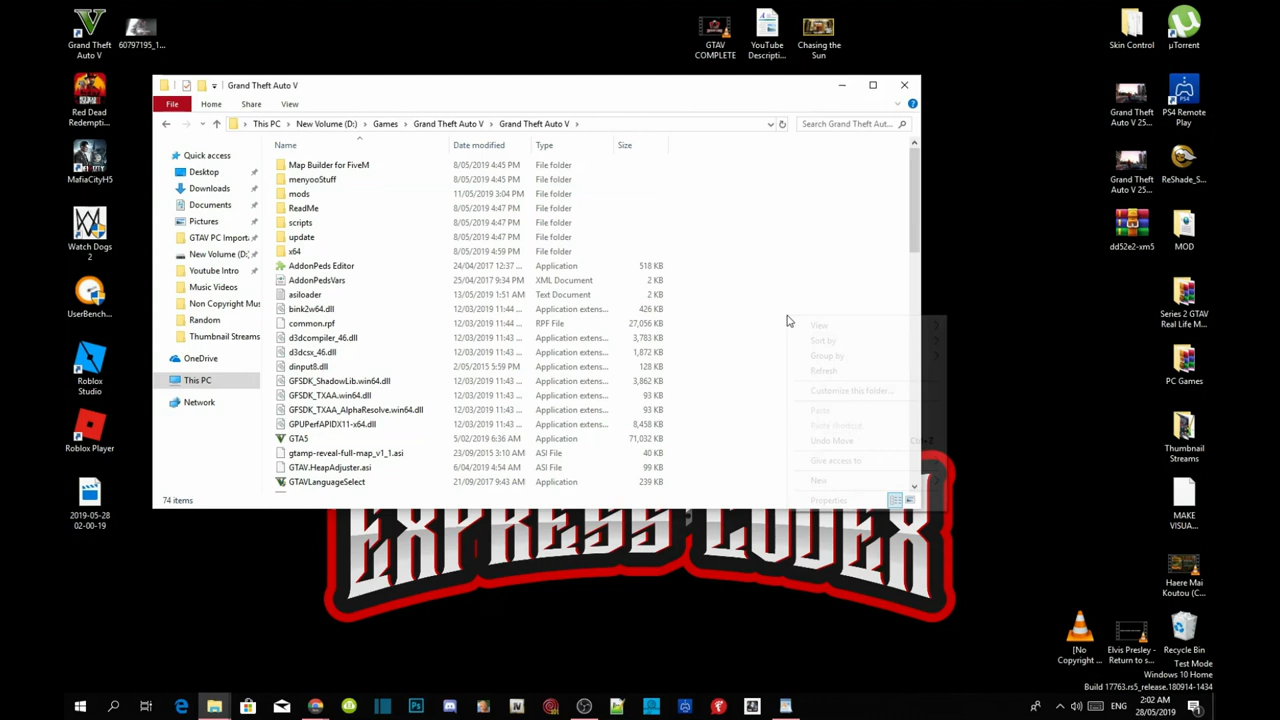 Grand Theft
Auto V
60797195_1...
Red Dead
Redempti...
MafiaCityH5
Watch Dogs
2
UserBench...
Roblox
Studio
Roblox Player
2019-05-28
02-00-19
GTAV
COMPLETE
YouTube
Descripti...
Chasing the
Sun
Skin Control
µTorrent
Grand Theft
Auto V 25...
PS4 Remote
Play
Grand Theft
Auto V 25...
ReShade_S...
dd52e2-xm5
MOD
Series 2 GTAV
Real Life M...
PC Games
Thumbnail
Streams
MAKE
VISUA...
Haere Mai
Koutou (C...
[No
Copyright ...
Elvis Presley -
Return to s...
Recycle Bin
Grand Theft Auto V
File Home Share View
This PC > New Volume (D:) > Games > Grand Theft Auto V > Grand Theft Auto V >
Search Grand Theft Aut...
Quick access
Desktop
Downloads
Documents
Pictures
GTAV PC Import
New Volume (D:
Youtube Intro
Music Videos
Non Copyright Mus
Random
Thumbnail Streams
OneDrive
This PC
Network
Name Date modified Type Size
Map Builder for FiveM 8/05/2019 4:45 PM File folder
menyooStuff 8/05/2019 4:45 PM File folder
mods 11/05/2019 3:04 PM File folder
ReadMe 8/05/2019 4:47 PM File folder
scripts 8/05/2019 4:47 PM File folder
update 8/05/2019 4:47 PM File folder
x64 8/05/2019 4:59 PM File folder
AddonPeds Editor 24/04/2017 12:37 ... Application 518 KB
AddonPedsVars 25/04/2017 9:34 PM XML Document 2 KB
asiloader 13/05/2019 1:51 AM Text Document 2 KB
bink2w64.dll 12/03/2019 11:44 ... Application extens... 426 KB
common.rpf 12/03/2019 11:44 ... RPF File 27,056 KB
d3dcompiler_46.dll 12/03/2019 11:44 ... Application extens... 3,783 KB
d3dcsx_46.dll 12/03/2019 11:44 ... Application extens... 1,872 KB
dinput8.dll 2/02/2015 5:59 PM Application extens... 128 KB
GFSDK_ShadowLib.win64.dll 12/03/2019 11:43 ... Application extens... 3,862 KB
GFSDK_TXAA.win64.dll 12/03/2019 11:43 ... Application extens... 93 KB
GFSDK_TXAA_AlphaResolve.win64.dll 12/03/2019 11:43 ... Application extens... 93 KB
GPUPerfAPIDX11-x64.dll 12/03/2019 11:43 ... Application extens... 8,458 KB
GTA5 5/02/2019 6:36 AM Application 71,032 KB
gtamp-reveal-full-map_v1_1.asi 23/09/2015 3:10 AM ASI File 40 KB
GTAV.HeapAdjuster.asi 6/04/2019 4:54 AM ASI File 99 KB
GTAVLanguageSelect 21/09/2017 9:43 AM Application 239 KB
74 items
View
Sort by
Group by
Refresh
Customize this folder...
Paste
Paste shortcut
Undo Move Ctrl+Z
Give access to
New
Properties
EXPRESS CODEX
Test Mode
Windows 10 Home
Build 17763.rs5_release.180914-1434
ENG
2:02 AM
28/05/2019